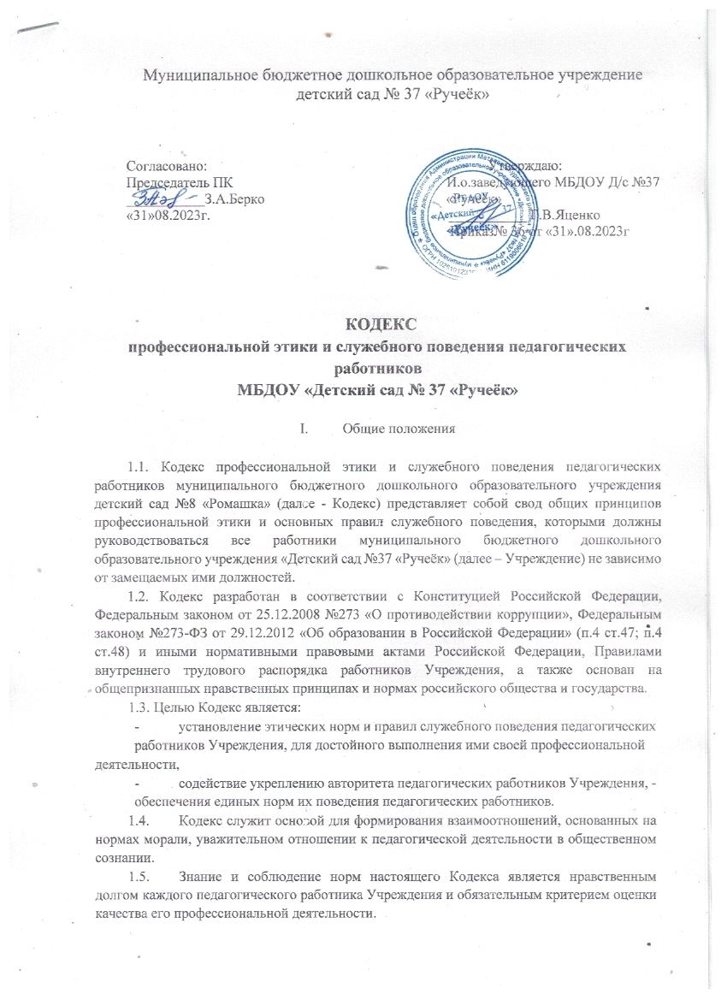 Муниципальное бюджетное дошкольное образовательное учреждение
детский сад № 37 «Ручеёк»
Согласовано:
Председатель ПК
З.А.Берко
«31»08.2023г.
Утверждаю:
И.о.заведующего МБДОУ Д/с №37
«Ручеёк»
.В.Яценко
Приказ№ 36 от «31».08.2023г
МБДОУ
«Детский 37
«Ручеёк»
КОДЕКС
профессиональной этики и служебного поведения педагогических
работников
МБДОУ «Детский сад № 37 «Ручеёк»
I. Общие положения
1.1. Кодекс профессиональной этики и служебного поведения педагогических
работников муниципального бюджетного дошкольного образовательного учреждения
детский сад №8 «Ромашка» (далее - Кодекс) представляет собой свод общих принципов
профессиональной этики и основных правил служебного поведения, которыми должны
руководствоваться все работники муниципального бюджетного дошкольного
образовательного учреждения «Детский сад №37 «Ручеёк» (далее – Учреждение) не зависимо
от замещаемых ими должностей.
1.2. Кодекс разработан в соответствии с Конституцией Российской Федерации,
Федеральным законом от 25.12.2008 №273 «О противодействии коррупции», Федеральным
законом №273-ФЗ от 29.12.2012 «Об образовании в Российской Федерации» (п.4 ст.47; п.4
ст.48) и иными нормативными правовыми актами Российской Федерации, Правилами
внутреннего трудового распорядка работников Учреждения, а также основан на
общепризнанных нравственных принципах и нормах российского общества и государства.
1.3. Целью Кодекс является:
- установление этических норм и правил служебного поведения педагогических
работников Учреждения, для достойного выполнения ими своей профессиональной
деятельности,
- содействие укреплению авторитета педагогических работников Учреждения, -
обеспечения единых норм их поведения педагогических работников.
1.4. Кодекс служит основой для формирования взаимоотношений, основанных на
нормах морали, уважительном отношении к педагогической деятельности в общественном
сознании.
1.5. Знание и соблюдение норм настоящего Кодекса является нравственным
долгом каждого педагогического работника Учреждения и обязательным критерием оценки
качества его профессиональной деятельности.